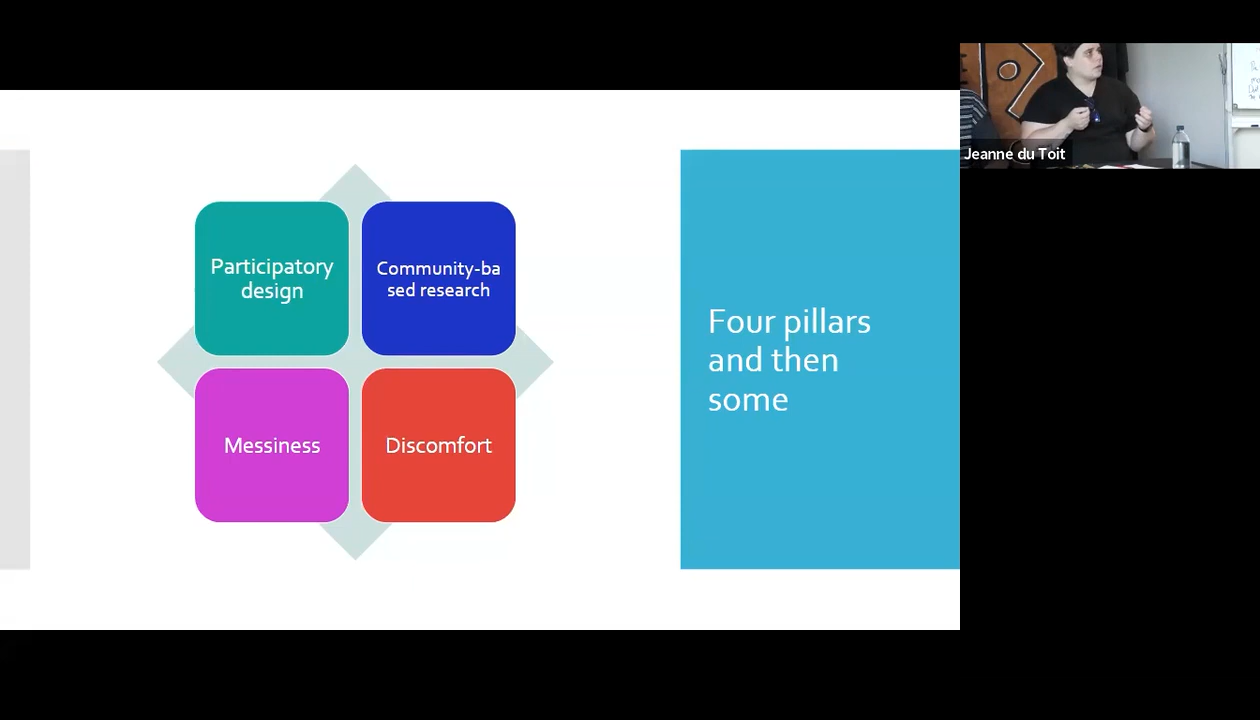 Participatory
design
Community-ba
sed research
Messiness
Discomfort
Four pillars
and then
some
Jeanne du Toit